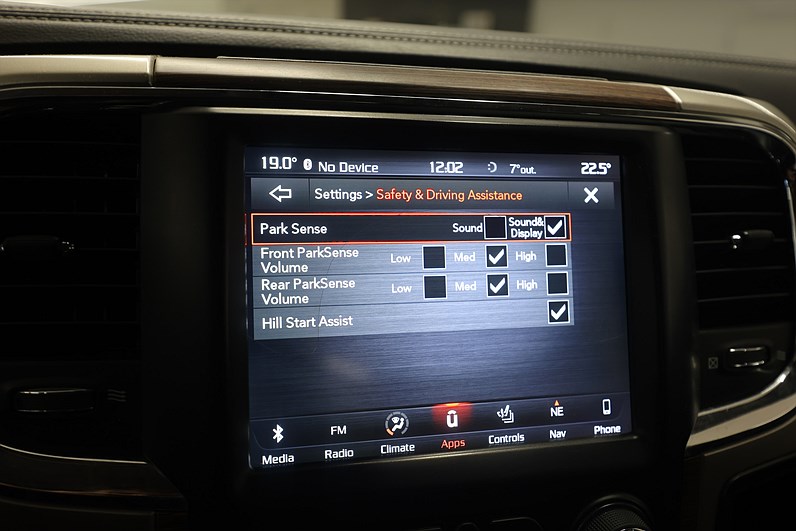 19.0° No Device 12:02 7°out. 22.5°
Settings > Safety & Driving Assistance
Park Sense Sound Sound& Display
Front ParkSense Volume Low Med High
Rear ParkSense Volume Low Med High
Hill Start Assist
Media FM Radio Climate Apps Controls NE Nav Phone